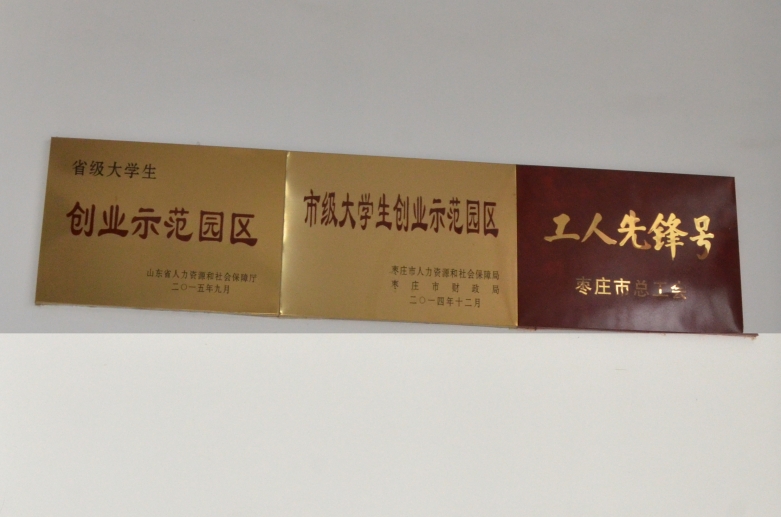 省级大学生
创业示范园区
山东省人力资源和社会保障厅
二〇一五年九月
市级大学生创业示范园区
枣庄市人力资源和社会保障局
枣庄市财政局
二〇一四年十二月
工人先锋号
枣庄市总工会